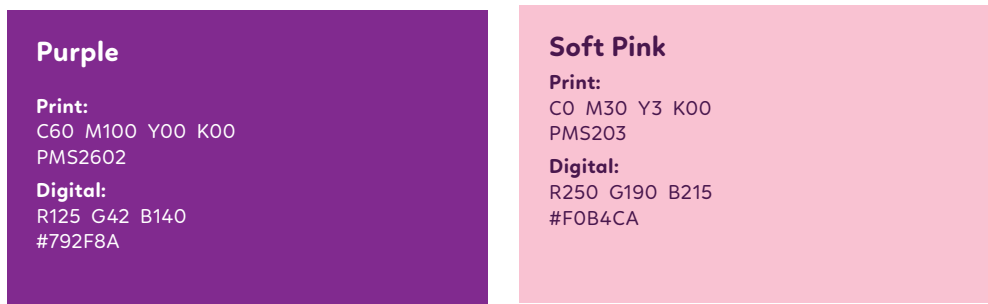 Purple
Print:
C60 M100 Y00 K00
PMS2602
Digital:
R125 G42 B140
#792F8A
Soft Pink
Print:
C0 M30 Y3 K00
PMS203
Digital:
R250 G190 B215
#F0B4CA